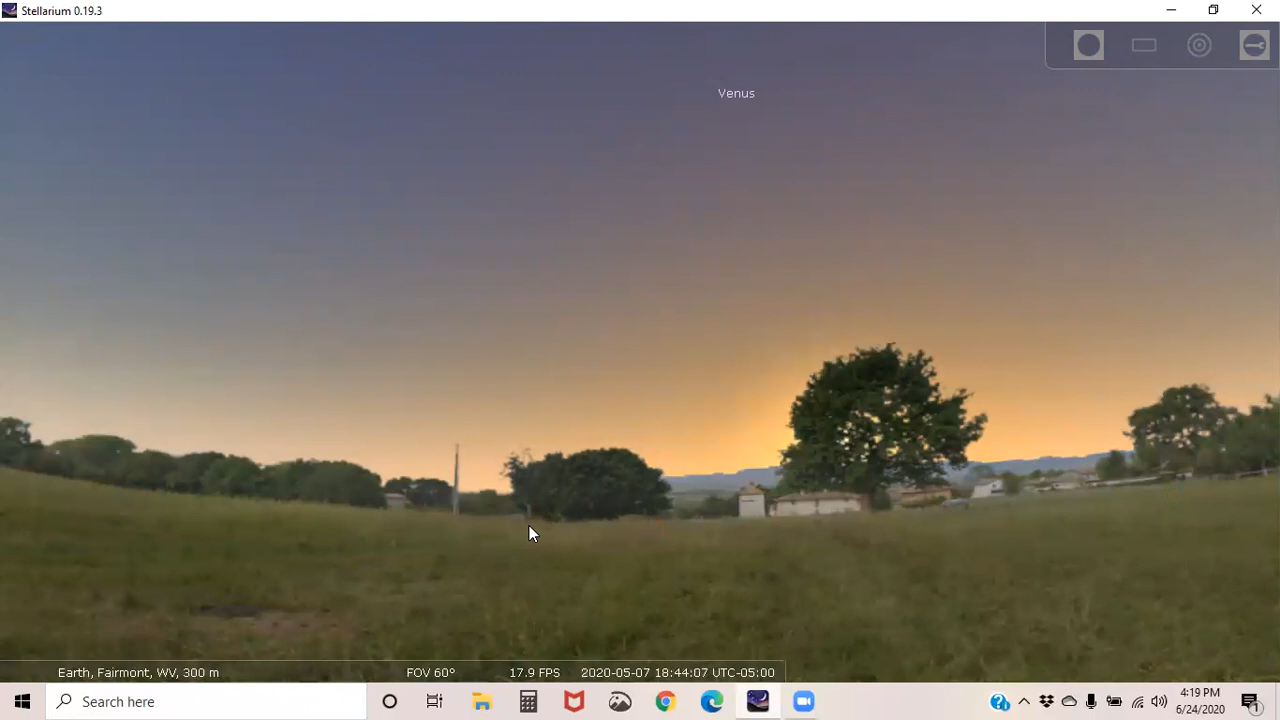 Stellarium 0.19.3
Venus
Earth, Fairmont, WV, 300 m FOV 60° 17.9 FPS 2020-05-07 18:44:07 UTC-05:00
Search here
4:19 PM
6/24/2020
1